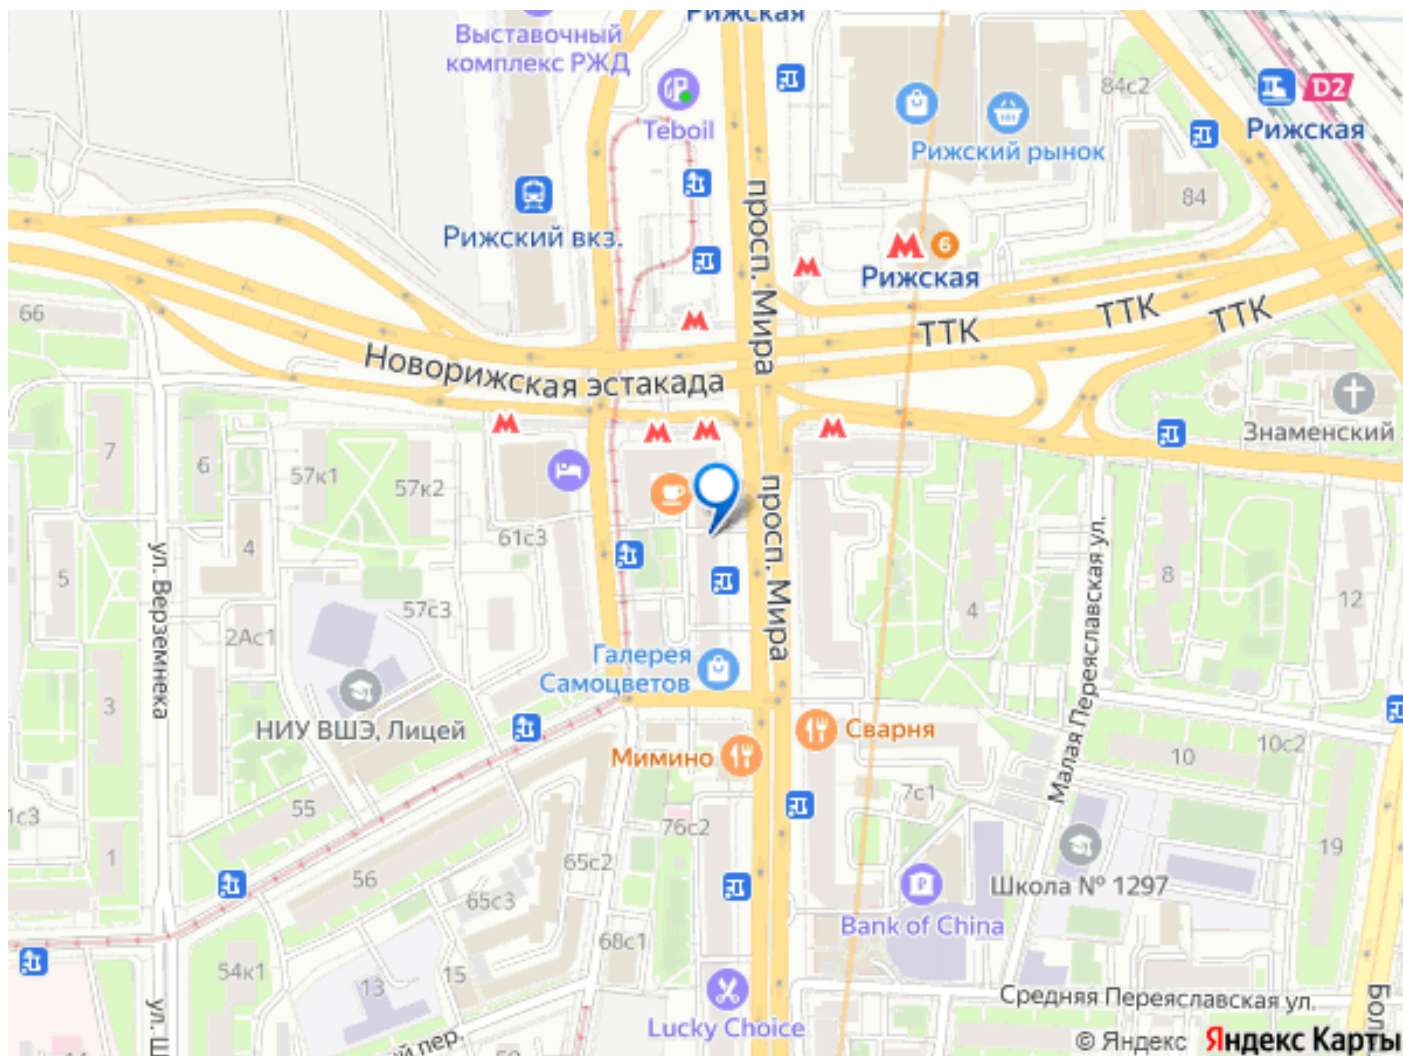 Рижская
Выставочный
комплекс РЖД
Teboil
84с2
D2
Рижская
Рижский рынок
просп. Мира
84
Рижский вкз.
6
Рижская
66
ТТК
ТТК
ТТК
Новорижская эстакада
Знаменский
7
6
57к1
57к2
61с3
просп. Мира
ул. Верземнека
4
5
57с3
2Ас1
4
8
12
Малая Переяславская ул.
Галерея
Самоцветов
3
НИУ ВШЭ, Лицей
Сварня
Мимино
10
10с2
7с1
55
1с3
76с2
1
65с2
19
56
65с3
Школа № 1297
Bank of China
68с1
54к1
15
13
Средняя Переяславская ул.
Lucky Choice
пер.
© Яндекс Яндекс Карты